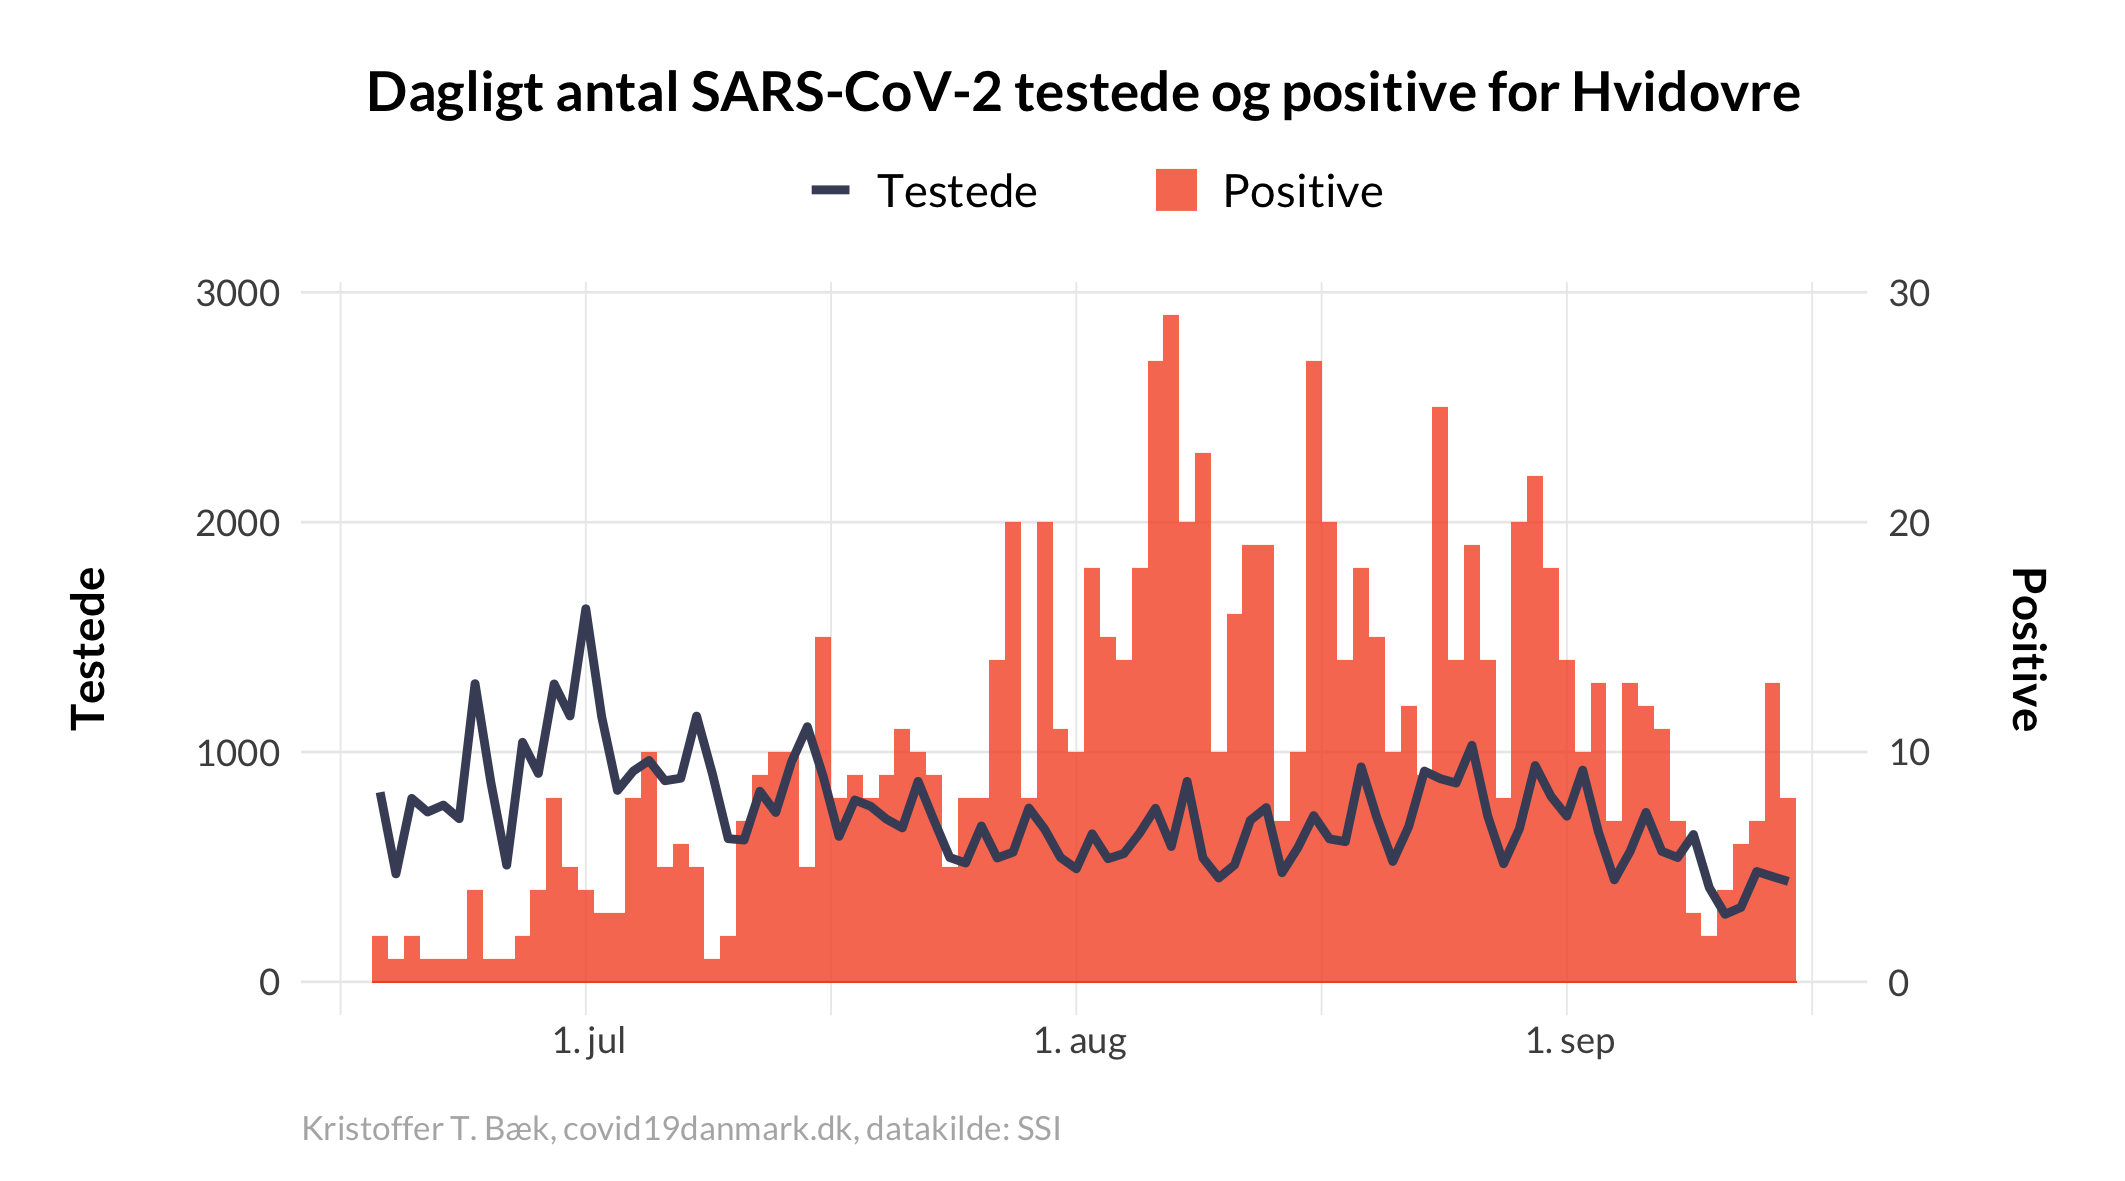 Dagligt antal SARS-CoV-2 testede og positive for Hvidovre
Testede
Positive
3000
2000
1000
0
Testede
30
20
10
0
Positive
1. jul
1. aug
1. sep
Kristoffer T. Bæk, covid19danmark.dk, datakilde: SSI